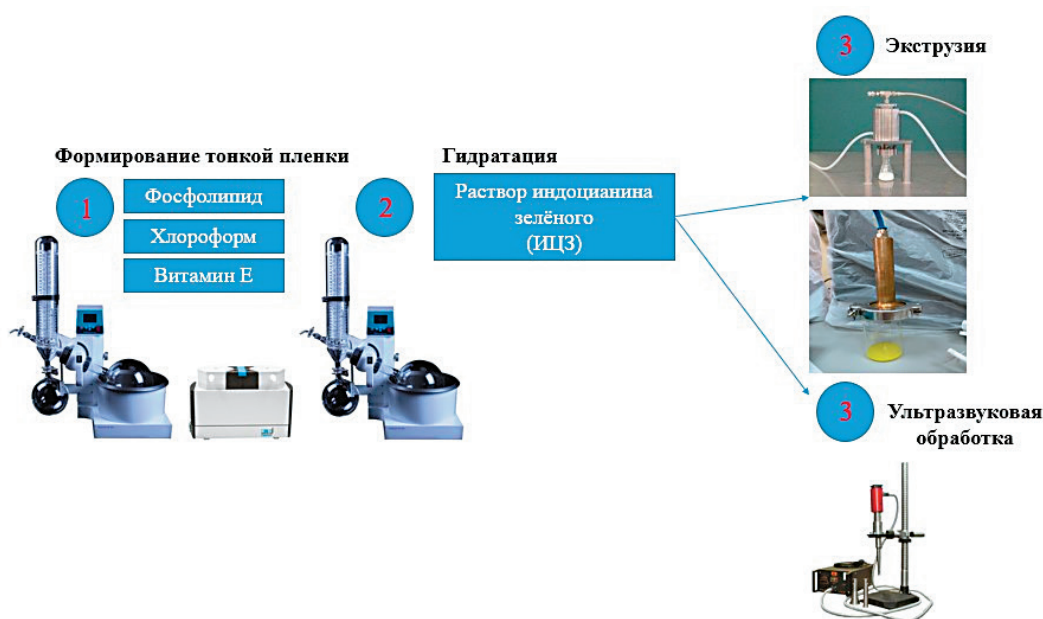 Формирование тонкой пленки
1
Фосфолипид
Хлороформ
Витамин Е
Гидратация
2
Раствор индоцианина
зелёного
(ИЦЗ)
3
Экструзия
3
Ультразвуковая
обработка